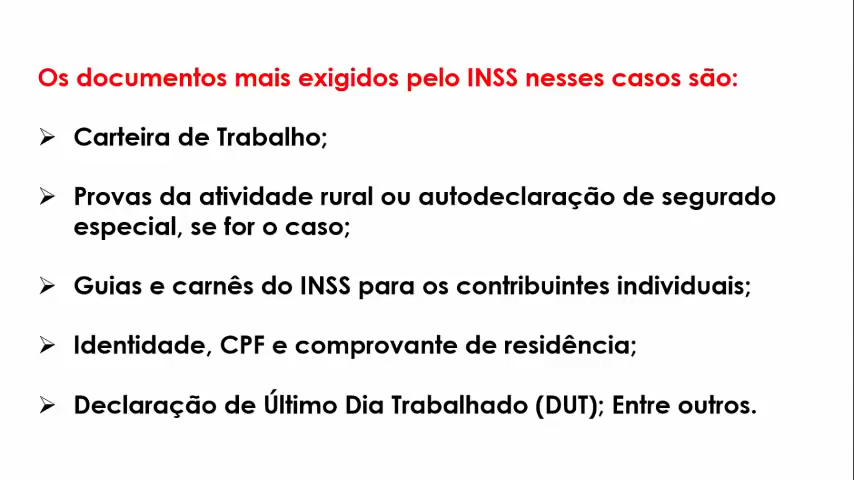 Os documentos mais exigidos pelo INSS nesses casos são:
➢ Carteira de Trabalho;
➢ Provas da atividade rural ou autodeclaração de segurado
especial, se for o caso;
➢ Guias e carnês do INSS para os contribuintes individuais;
➢ Identidade, CPF e comprovante de residência;
➢ Declaração de Último Dia Trabalhado (DUT); Entre outros.